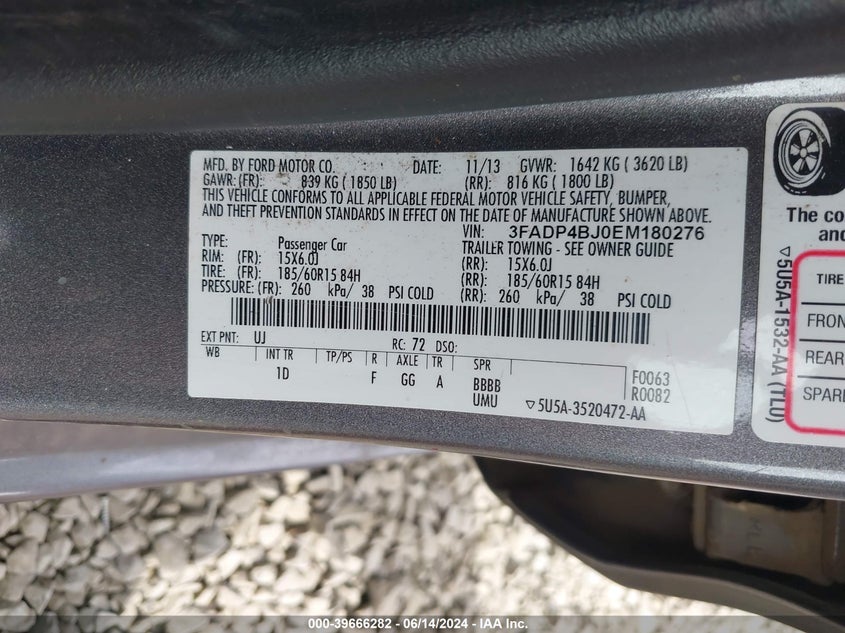 MFD. BY FORD MOTOR CO. DATE: 11/13 GVWR: 1642 KG ( 3620 LB)
GAWR: (FR): 839 KG ( 1850 LB) (RR): 816 KG ( 1800 LB)
THIS VEHICLE CONFORMS TO ALL APPLICABLE FEDERAL MOTOR VEHICLE SAFETY, BUMPER,
AND THEFT PREVENTION STANDARDS IN EFFECT ON THE DATE OF MANUFACTURE SHOWN ABOVE.
VIN: 3FADP4BJ0EM180276
TYPE: Passenger Car TRAILER TOWING - SEE OWNER GUIDE
RIM: (FR): 15X6.0J (RR): 15X6.0J
TIRE: (FR): 185/60R15 84H (RR): 185/60R15 84H
PRESSURE: (FR): 260 kPa/ 38 PSI COLD (RR): 260 kPa/ 38 PSI COLD
EXT PNT: UJ RC: 72 DSO:
WB INT TR TP/PS R AXLE TR SPR F0063
1D F GG A BBBB R0082
UMU ▽5U5A-3520472-AA
▽5U5A-1532-AA (TL0)
The co
an
TIRE
FRON
REAR
SPAR
000-39666282 - 06/14/2024 - IAA Inc.